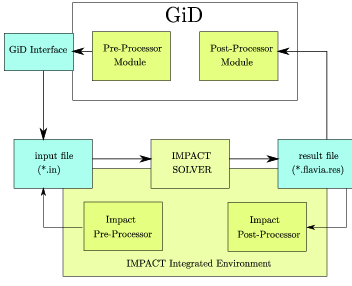 GiD
GiD Interface
Pre-Processor
Module
Post-Processor
Module
input file
(*.in)
IMPACT
SOLVER
result file
(*.flavia.res)
Impact
Pre-Processor
Impact
Post-Processor
IMPACT Integrated Environment